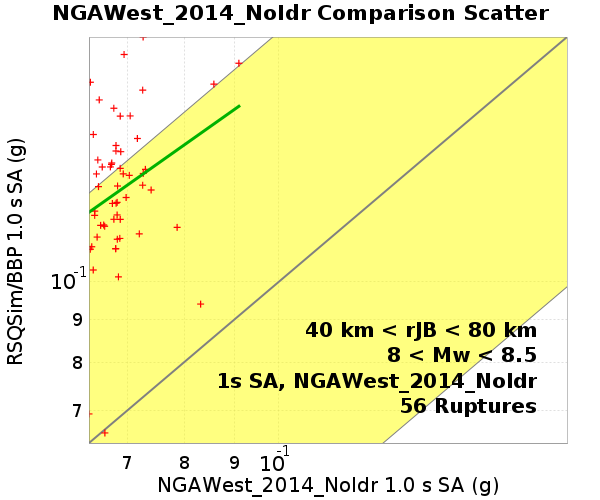 NGAWest_2014_NoIdr Comparison Scatter
RSQSim/BBP 1.0 s SA (g)
10-1
9
8
7
40 km < rJB < 80 km
8 < Mw < 8.5
1s SA, NGAWest_2014_NoIdr
56 Ruptures
7 8 9 10-1
NGAWest_2014_NoIdr 1.0 s SA (g)